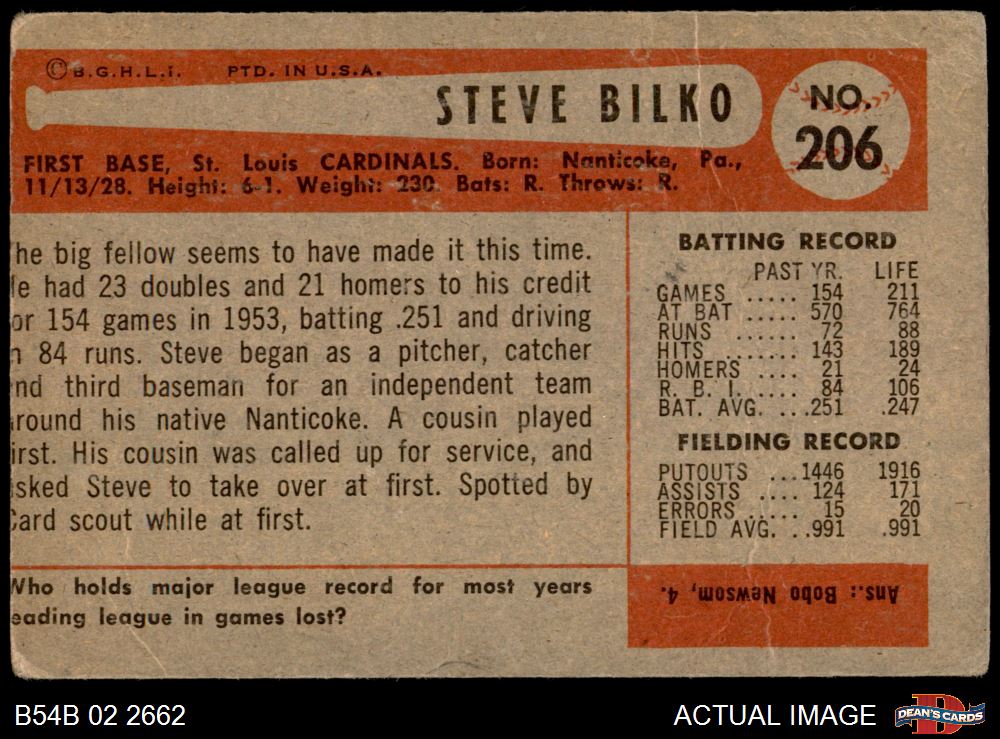 © B.G.H.L.I. PTD. IN U.S.A.
STEVE BILKO
NO.
206
FIRST BASE, St. Louis CARDINALS. Born: Nanticoke, Pa.,
11/13/28. Height: 6-1. Weight: 230. Bats: R. Throws: R.
he big fellow seems to have made it this time.
e had 23 doubles and 21 homers to his credit
or 154 games in 1953, batting .251 and driving
n 84 runs. Steve began as a pitcher, catcher
nd third baseman for an independent team
round his native Nanticoke. A cousin played
irst. His cousin was called up for service, and
sked Steve to take over at first. Spotted by
Card scout while at first.
Who holds major league record for most years
eading league in games lost?
BATTING RECORD
PAST YR. LIFE
GAMES ..... 154 211
AT BAT ..... 570 764
RUNS ...... 72 88
HITS ....... 143 189
HOMERS .... 21 24
R. B. I. .... 84 106
BAT. AVG. ...251 .247
FIELDING RECORD
PUTOUTS ...1446 1916
ASSISTS .... 124 171
ERRORS ..... 15 20
FIELD AVG. ..991 .991
Ans.: Bobo Newsom, 4.
B54B 02 2662
ACTUAL IMAGE
D
DEAN'S CARDS